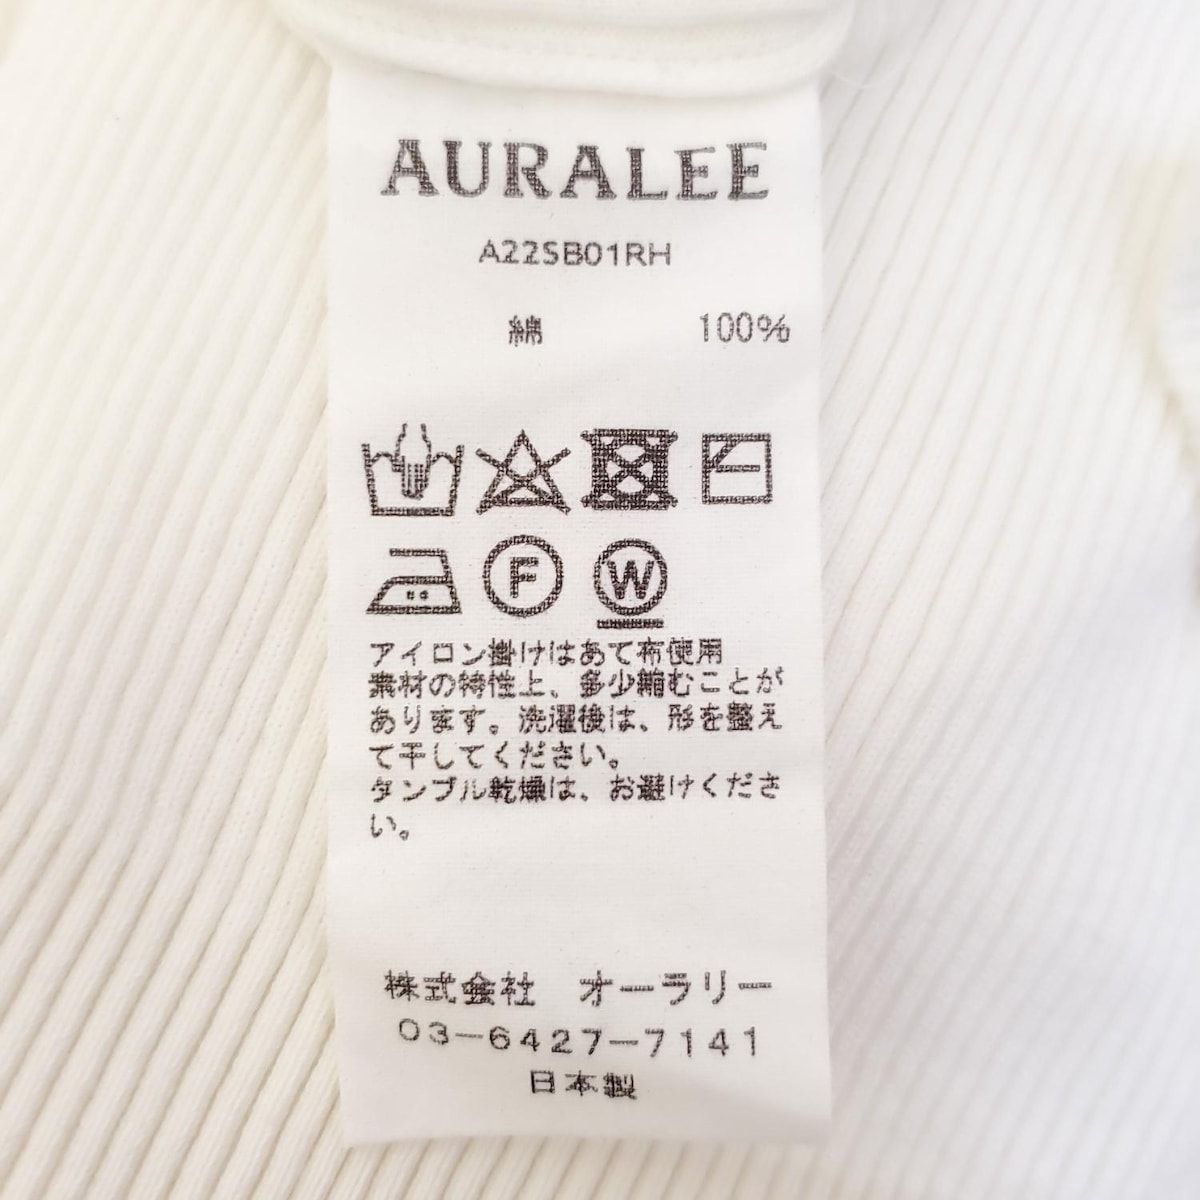 AURALEE
A22SB01RH
綿 100%
F W
アイロン掛けはあて布使用
素材の特性上、多少縮むことが
あります。洗濯後は、形を整え
て干してください。
タンブル乾燥は、お避けくださ
い。
株式会社 オーラリー
03-6427-7141
日本製